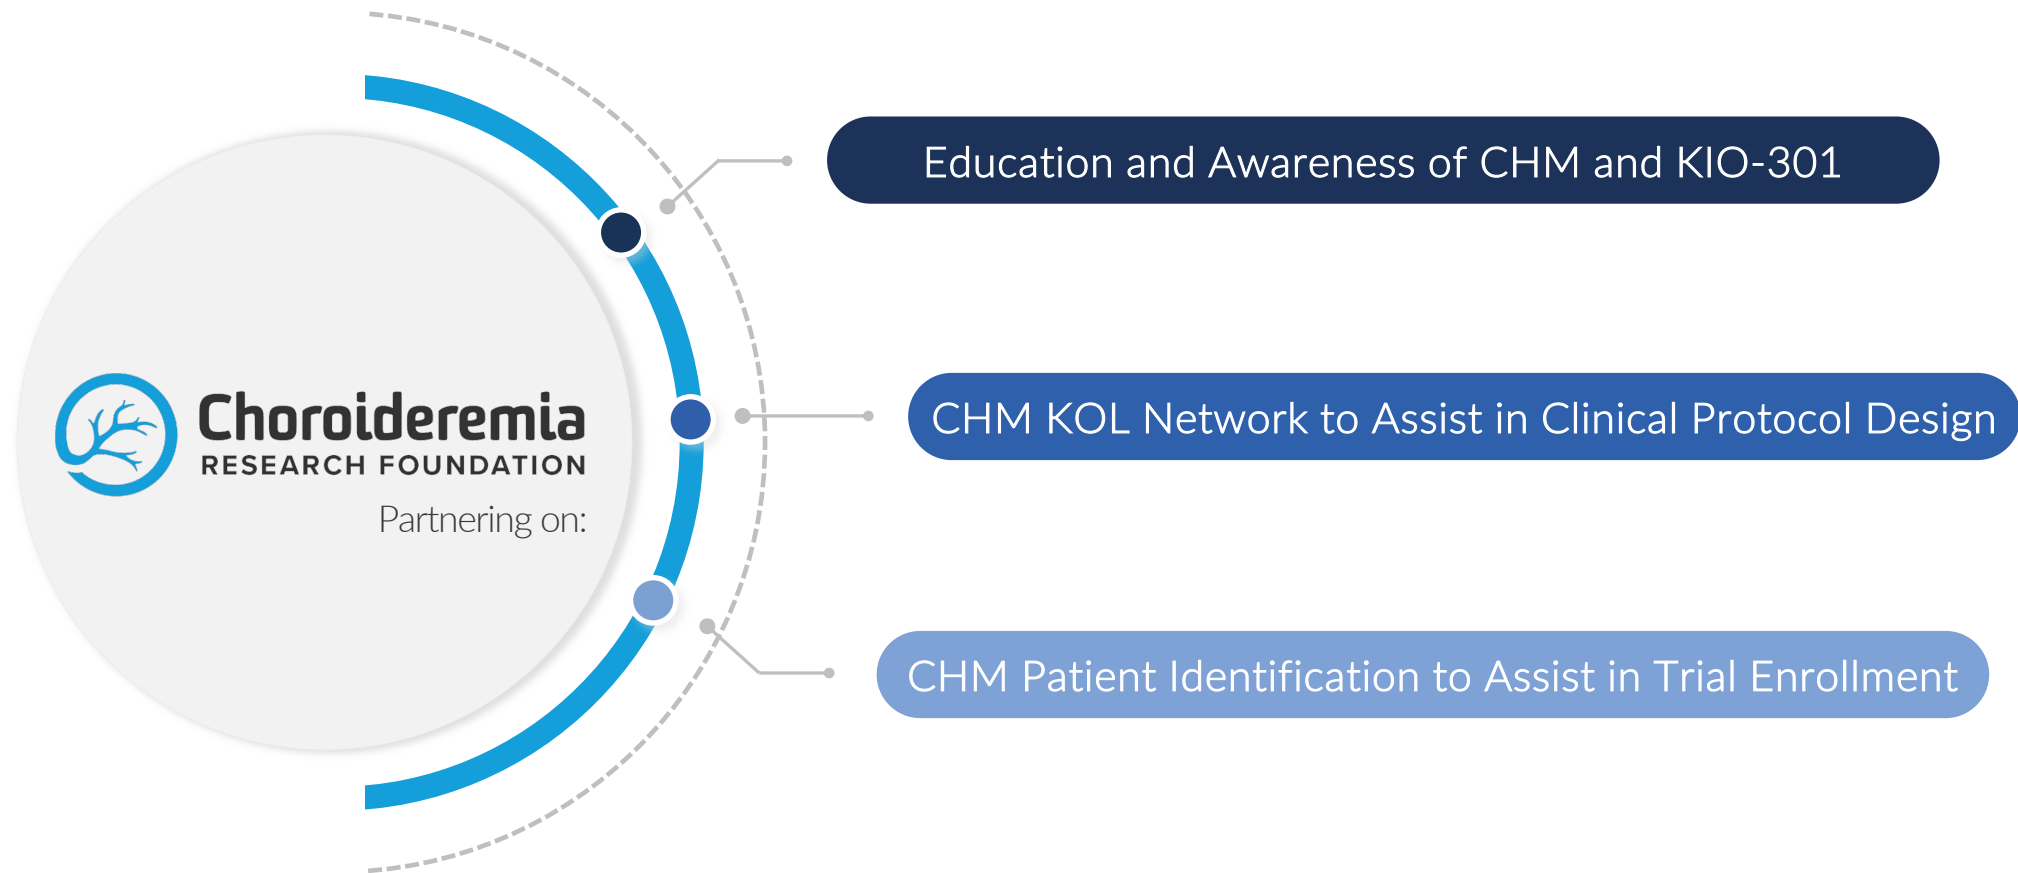 Choroideremia
RESEARCH FOUNDATION
Partnering on:
Education and Awareness of CHM and KIO-301
CHM KOL Network to Assist in Clinical Protocol Design
CHM Patient Identification to Assist in Trial Enrollment